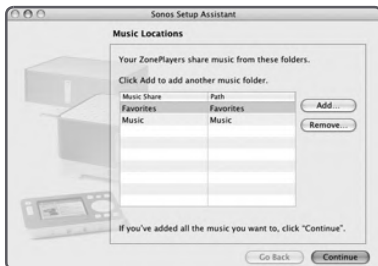 Sonos Setup Assistant
Music Locations
Your ZonePlayers share music from these folders.
Click Add to add another music folder.
Music Share Path
Favorites Favorites
Music Music
Add...
Remove...
If you've added all the music you want to, click "Continue".
Go Back Continue